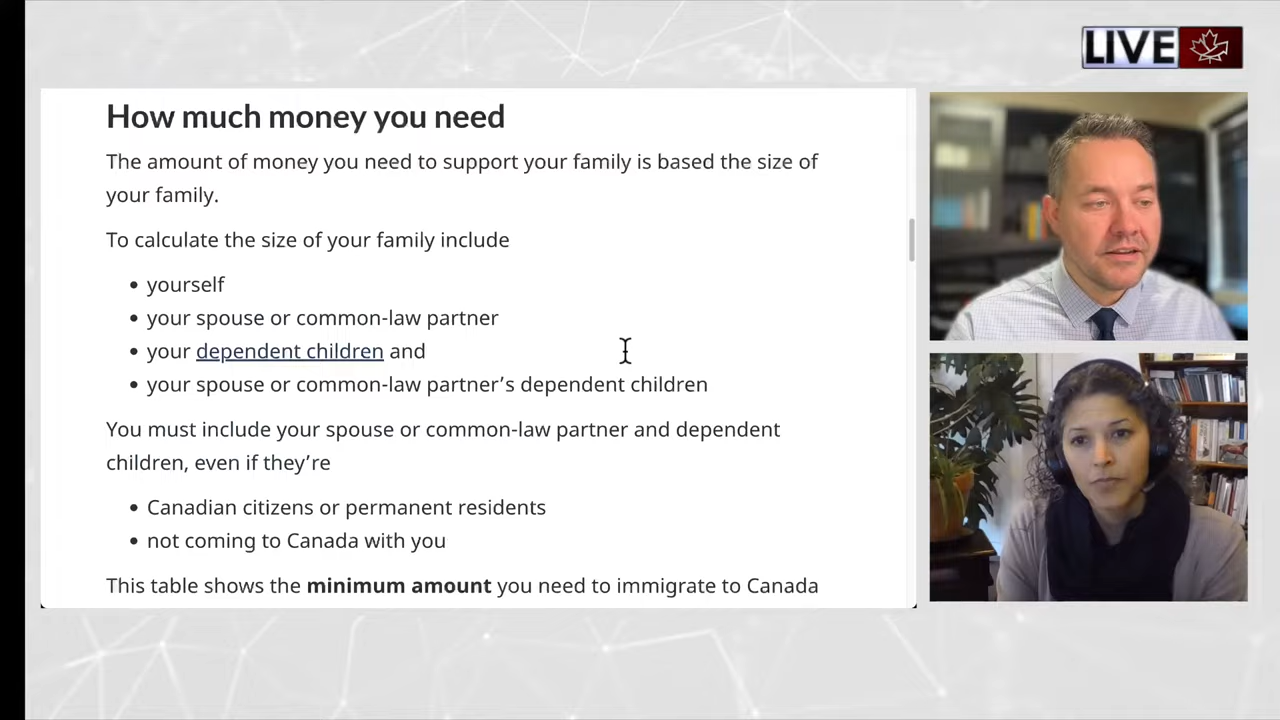 LIVE
How much money you need
The amount of money you need to support your family is based the size of
your family.
To calculate the size of your family include
yourself
your spouse or common-law partner
your dependent children and
your spouse or common-law partner’s dependent children
You must include your spouse or common-law partner and dependent
children, even if they’re
Canadian citizens or permanent residents
not coming to Canada with you
This table shows the minimum amount you need to immigrate to Canada